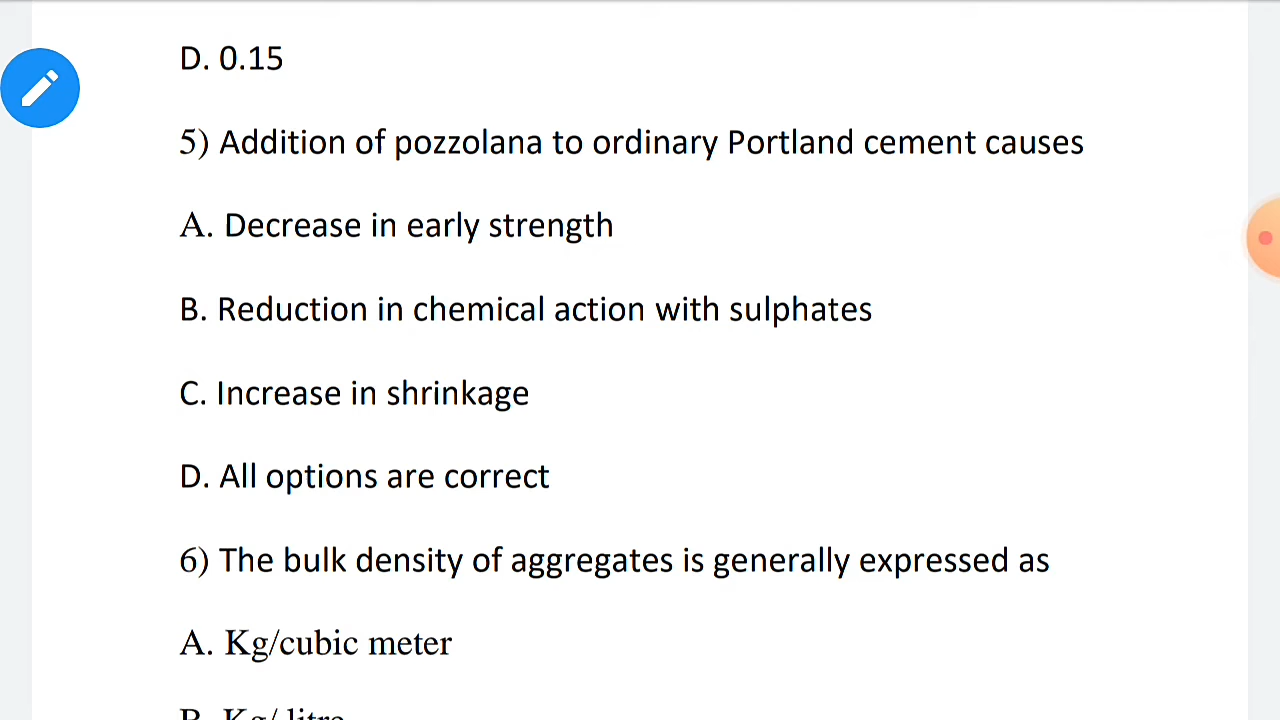 D. 0.15
5) Addition of pozzolana to ordinary Portland cement causes
A. Decrease in early strength
B. Reduction in chemical action with sulphates
C. Increase in shrinkage
D. All options are correct
6) The bulk density of aggregates is generally expressed as
A. Kg/cubic meter
B. Kg/ litre